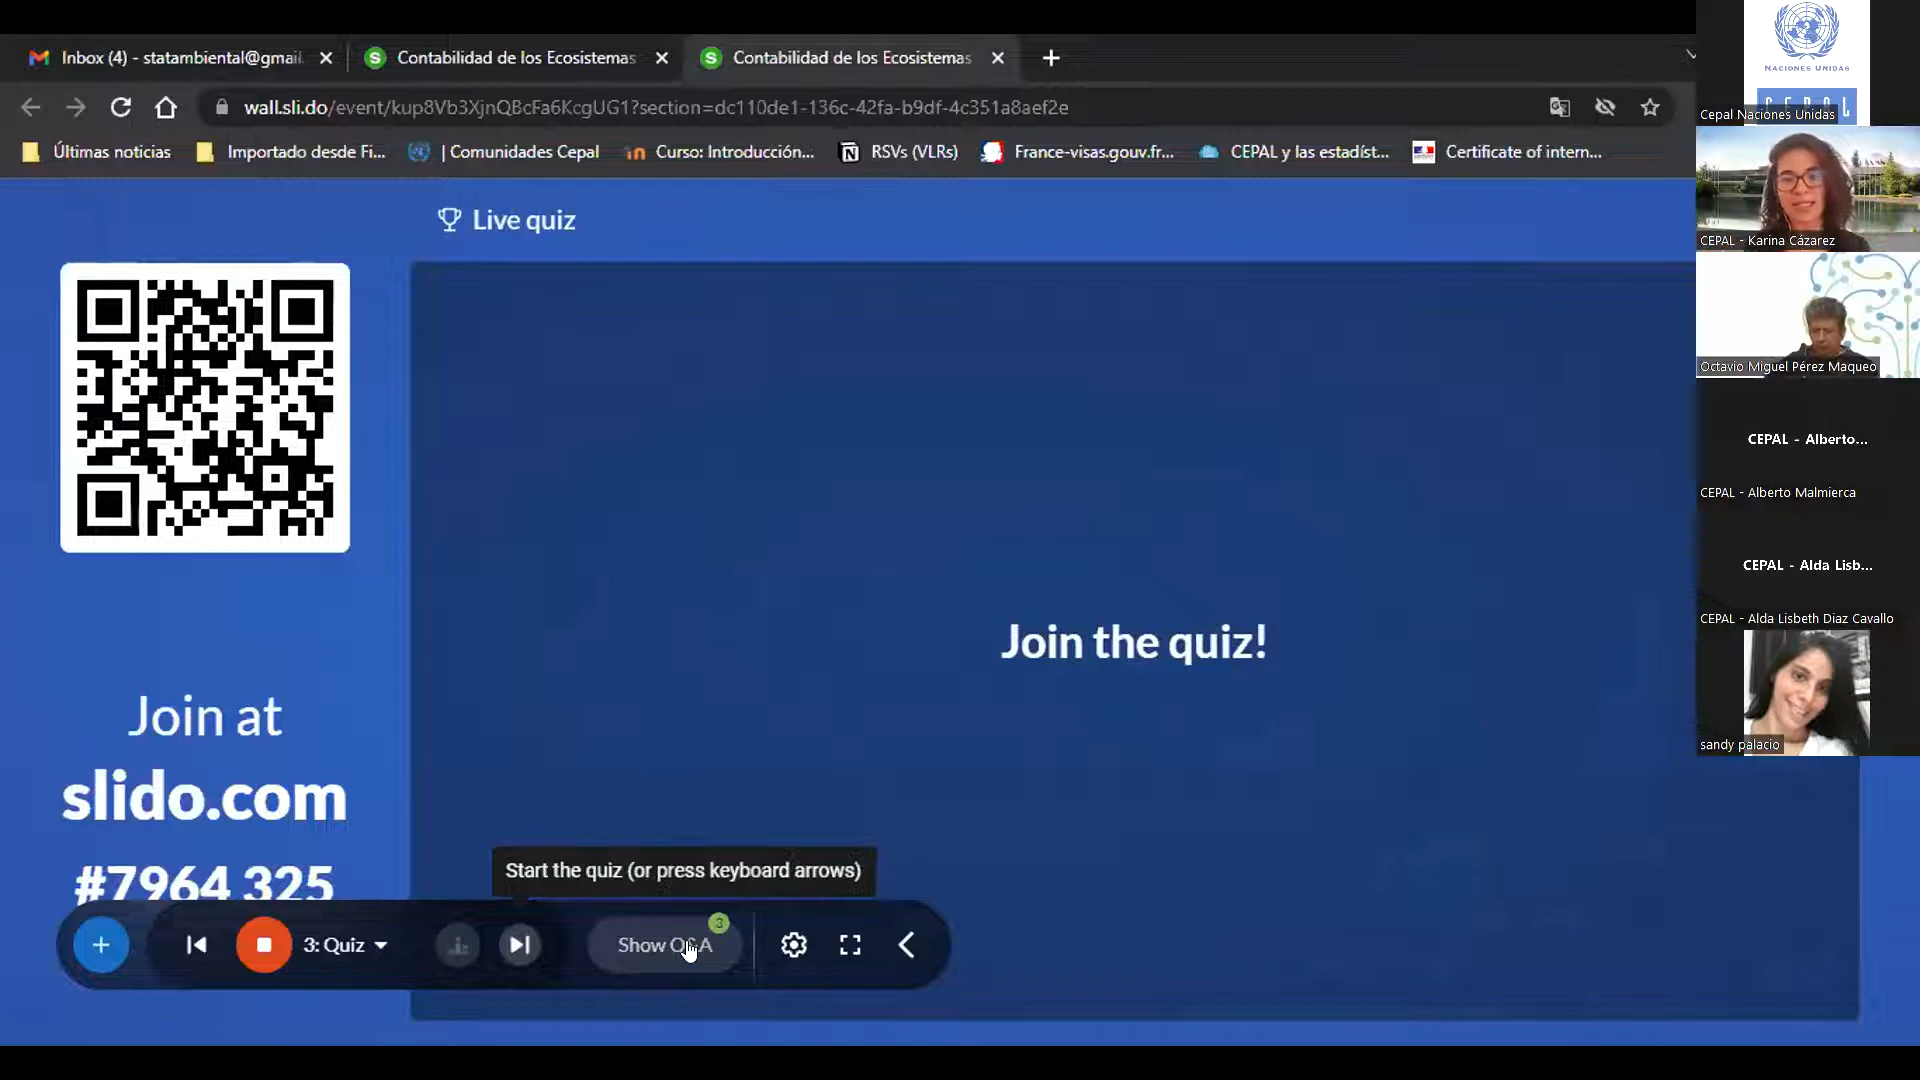 Inbox (4) - statambiental@gmail.
Contabilidad de los Ecosistemas
Contabilidad de los Ecosistemas
wall.sli.do/event/kup8Vb3XjnQBcFa6KcgUG1?section=dc110de1-136c-42fa-b9df-4c351a8aef2e
Últimas noticias
Importado desde Fi...
| Comunidades Cepal
Curso: Introducción...
RSVs (VLRs)
France-visas.gouv.fr...
CEPAL y las estadíst...
Certificate of intern...
Live quiz
Join the quiz!
Join at
slido.com
#7964 325
Start the quiz (or press keyboard arrows)
3: Quiz
Show Q&A
3
NACIONES UNIDAS
CEPAL
Cepal Naciones Unidas
CEPAL - Karina Cázarez
Octavio Miguel Pérez Maqueo
CEPAL - Alberto...
CEPAL - Alberto Malmierca
CEPAL - Alda Lisb...
CEPAL - Alda Lisbeth Díaz Cavallo
sandy palacio